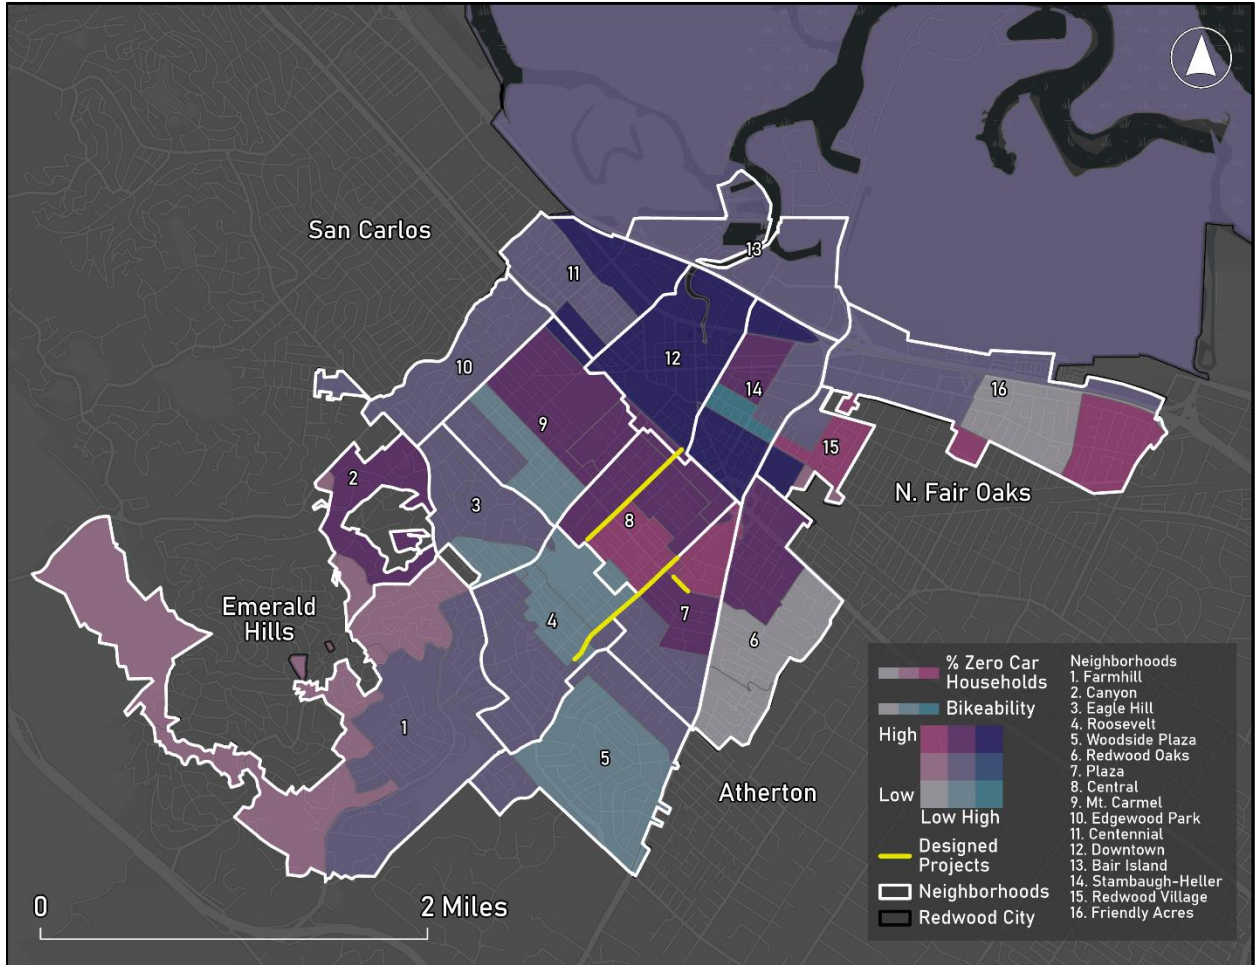 San Carlos
13
11
12
10
14
16
9
15
2
N. Fair Oaks
3
8
Emerald
Hills
4
7
6
1
5
Atherton
0
2 Miles
% Zero Car
Households
Bikeability
High
Low
Low High
Designed
Projects
Neighborhoods
Redwood City
Neighborhoods
1. Farmhill
2. Canyon
3. Eagle Hill
4. Roosevelt
5. Woodside Plaza
6. Redwood Oaks
7. Plaza
8. Central
9. Mt. Carmel
10. Edgewood Park
11. Centennial
12. Downtown
13. Bair Island
14. Stambaugh-Heller
15. Redwood Village
16. Friendly Acres